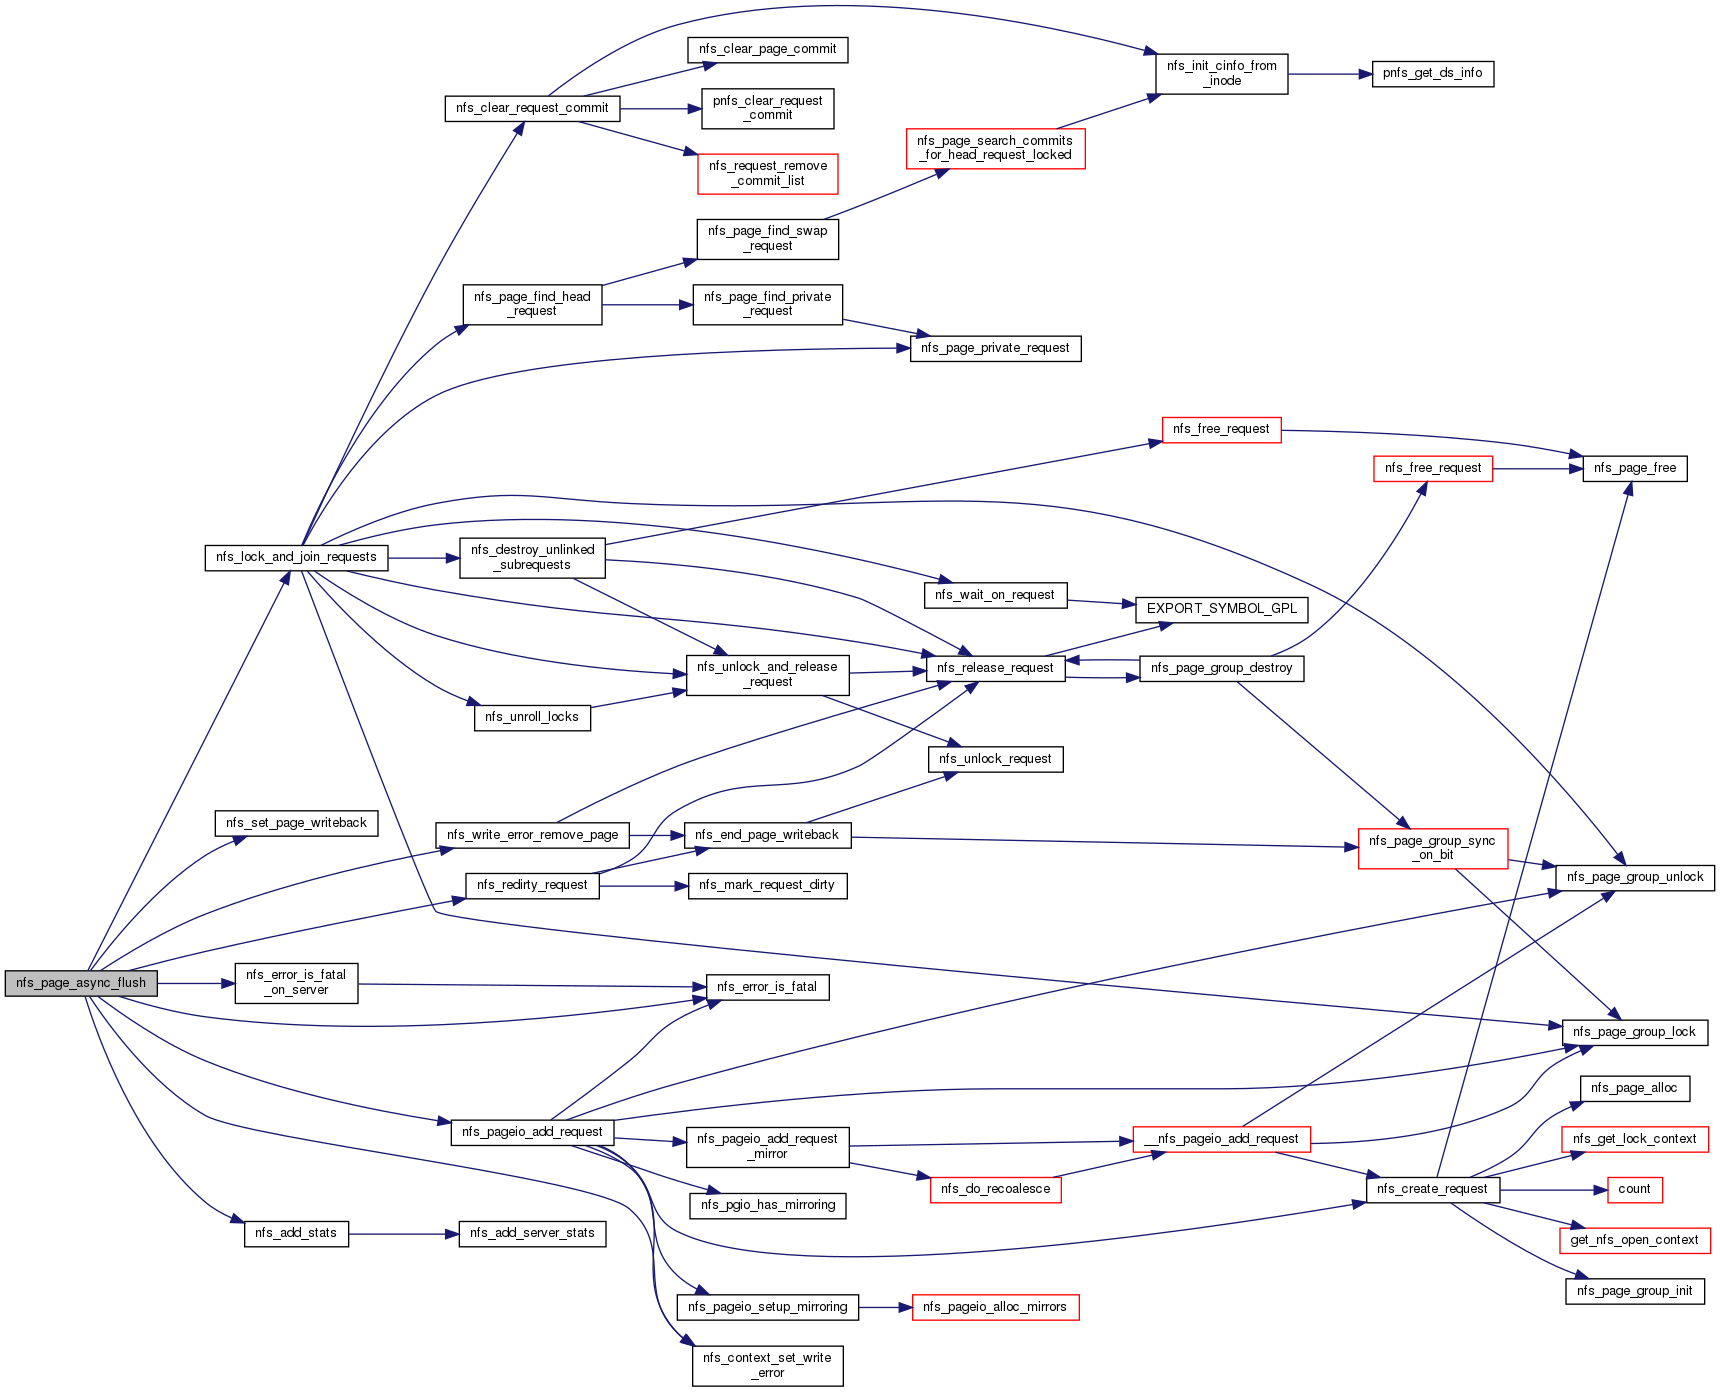 nfs_clear_page_commit
nfs_init_cinfo_from
_inode
pnfs_get_ds_info
nfs_clear_request_commit
pnfs_clear_request
_commit
nfs_page_search_commits
_for_head_request_locked
nfs_request_remove
_commit_list
nfs_page_find_swap
_request
nfs_page_find_head
_request
nfs_page_find_private
_request
nfs_page_private_request
nfs_free_request
nfs_free_request
nfs_page_free
nfs_lock_and_join_requests
nfs_destroy_unlinked
_subrequests
nfs_wait_on_request
EXPORT_SYMBOL_GPL
nfs_unlock_and_release
_request
nfs_release_request
nfs_page_group_destroy
nfs_unroll_locks
nfs_unlock_request
nfs_set_page_writeback
nfs_write_error_remove_page
nfs_end_page_writeback
nfs_page_group_sync
_on_bit
nfs_redirty_request
nfs_mark_request_dirty
nfs_page_group_unlock
nfs_page_async_flush
nfs_error_is_fatal
_on_server
nfs_error_is_fatal
nfs_page_group_lock
nfs_page_alloc
nfs_pageio_add_request
nfs_pageio_add_request
_mirror
__nfs_pageio_add_request
nfs_get_lock_context
nfs_do_recoalesce
nfs_create_request
count
nfs_pgio_has_mirroring
nfs_add_stats
nfs_add_server_stats
get_nfs_open_context
nfs_page_group_init
nfs_pageio_setup_mirroring
nfs_pageio_alloc_mirrors
nfs_context_set_write
_error